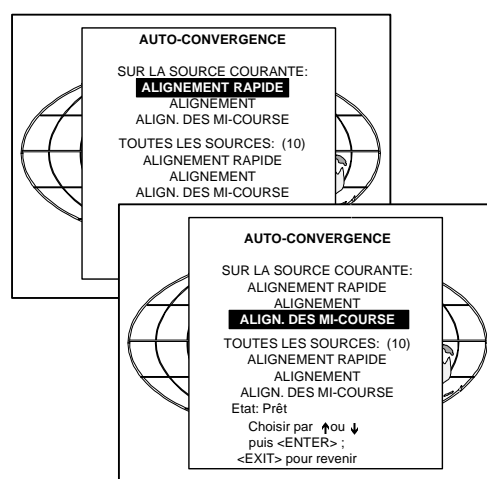 AUTO-CONVERGENCE
SUR LA SOURCE COURANTE:
ALIGNEMENT RAPIDE
ALIGNEMENT
ALIGN. DES MI-COURSE
TOUTES LES SOURCES: (10)
ALIGNEMENT RAPIDE
ALIGNEMENT
ALIGN. DES MI-COURSE
AUTO-CONVERGENCE
SUR LA SOURCE COURANTE:
ALIGNEMENT RAPIDE
ALIGNEMENT
ALIGN. DES MI-COURSE
TOUTES LES SOURCES: (10)
ALIGNEMENT RAPIDE
ALIGNEMENT
ALIGN. DES MI-COURSE
Etat: Prêt
Choisir par ↑ou ↓
puis <ENTER> ;
<EXIT> pour revenir